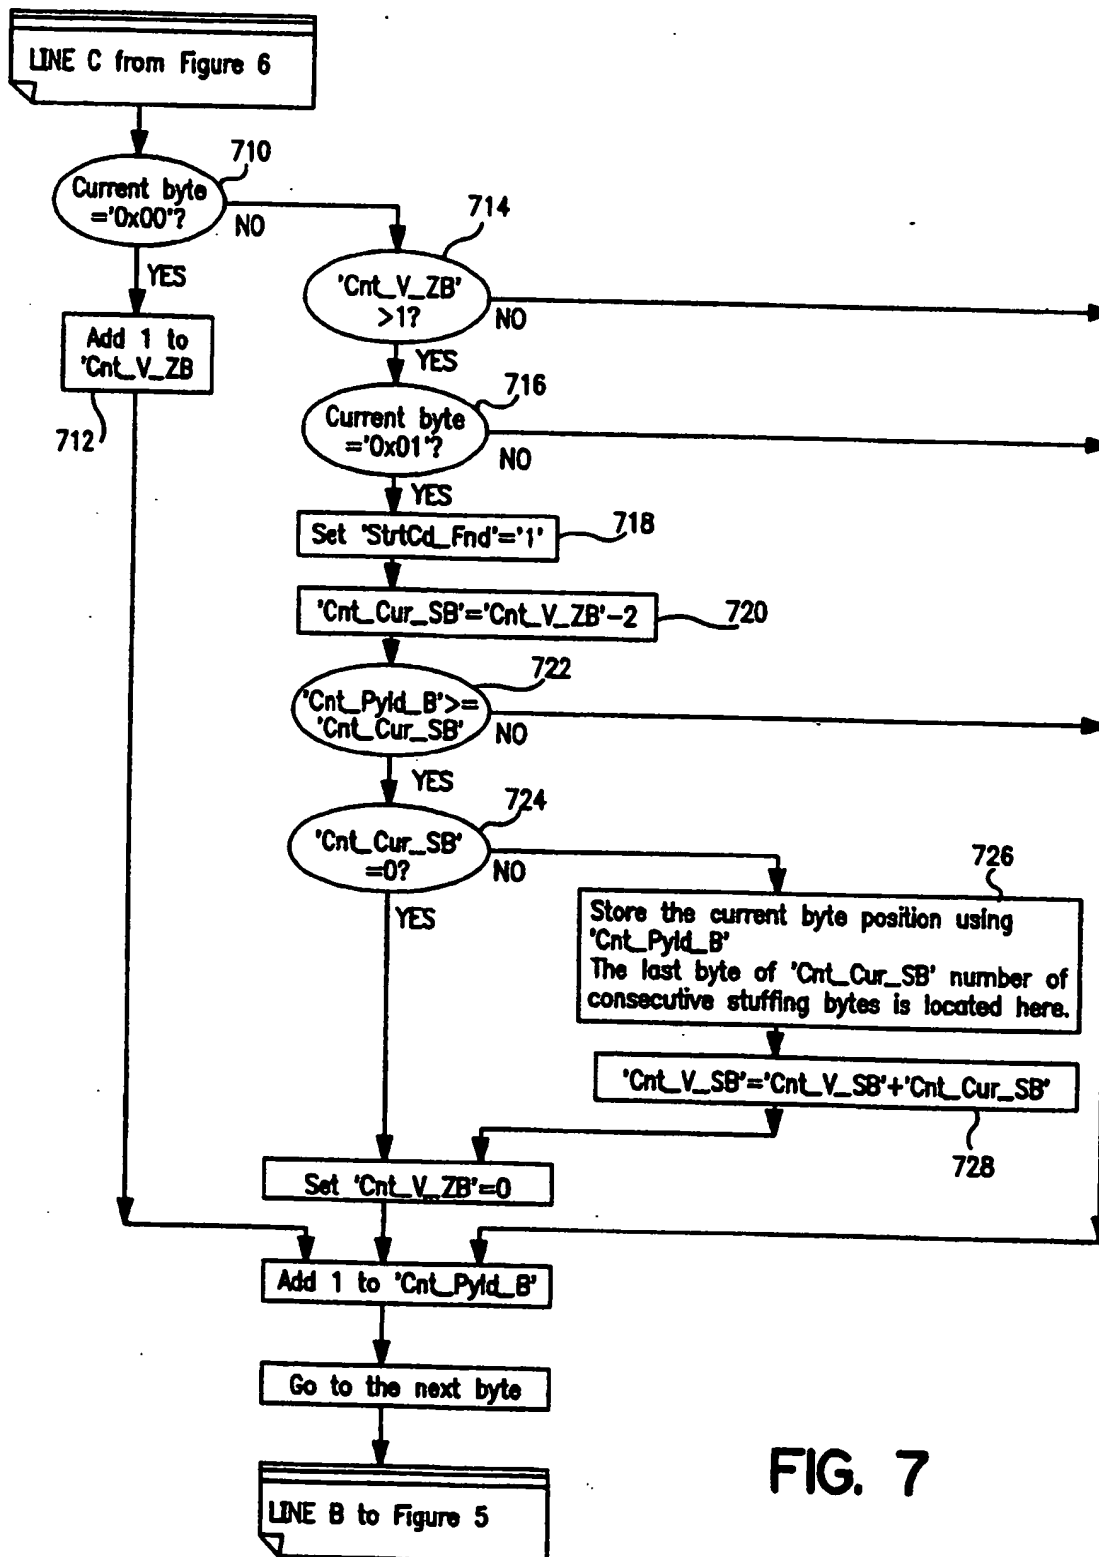 LINE C from Figure 6
710
Current byte
='0x00'?
NO
YES
714
'Cnt_V_ZB'
>1?
NO
YES
Add 1 to
'Cnt_V_ZB
712
716
Current byte
='0x01'?
NO
YES
Set 'StrtCd_Fnd'='1'
718
'Cnt_Cur_SB'='Cnt_V_ZB'-2
720
722
'Cnt_Pyld_B'>=
'Cnt_Cur_SB'
NO
YES
724
'Cnt_Cur_SB'
=0?
NO
YES
726
Store the current byte position using
'Cnt_Pyld_B'
The last byte of 'Cnt_Cur_SB' number of
consecutive stuffing bytes is located here.
'Cnt_V_SB'='Cnt_V_SB'+'Cnt_Cur_SB'
728
Set 'Cnt_V_ZB'=0
Add 1 to 'Cnt_Pyld_B'
Go to the next byte
LINE B to Figure 5
FIG. 7